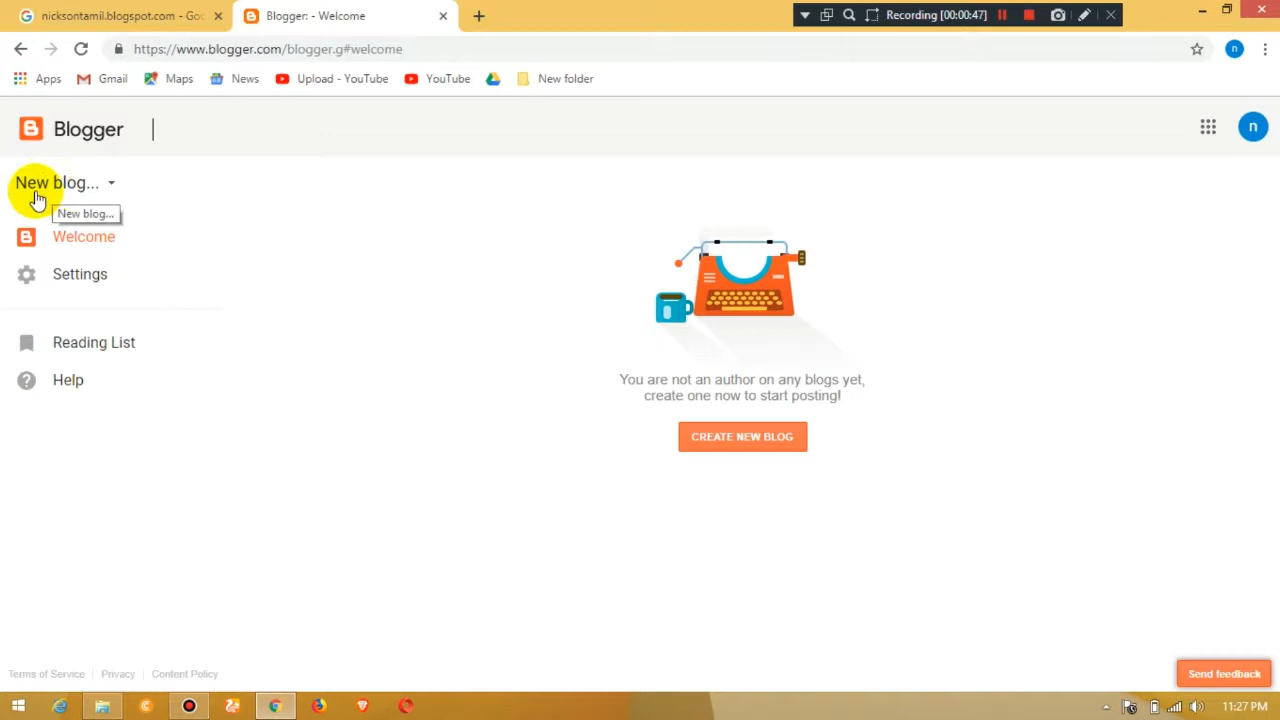 nicksontamil.blogspot.com - Goo
Blogger: - Welcome
Recording [00:00:47]
https://www.blogger.com/blogger.g#welcome
n
Apps
Gmail
Maps
News
Upload - YouTube
YouTube
New folder
Blogger
n
New blog...
New blog...
Welcome
Settings
Reading List
Help
You are not an author on any blogs yet,
create one now to start posting!
CREATE NEW BLOG
Terms of Service
Privacy
Content Policy
Send feedback
11:27 PM